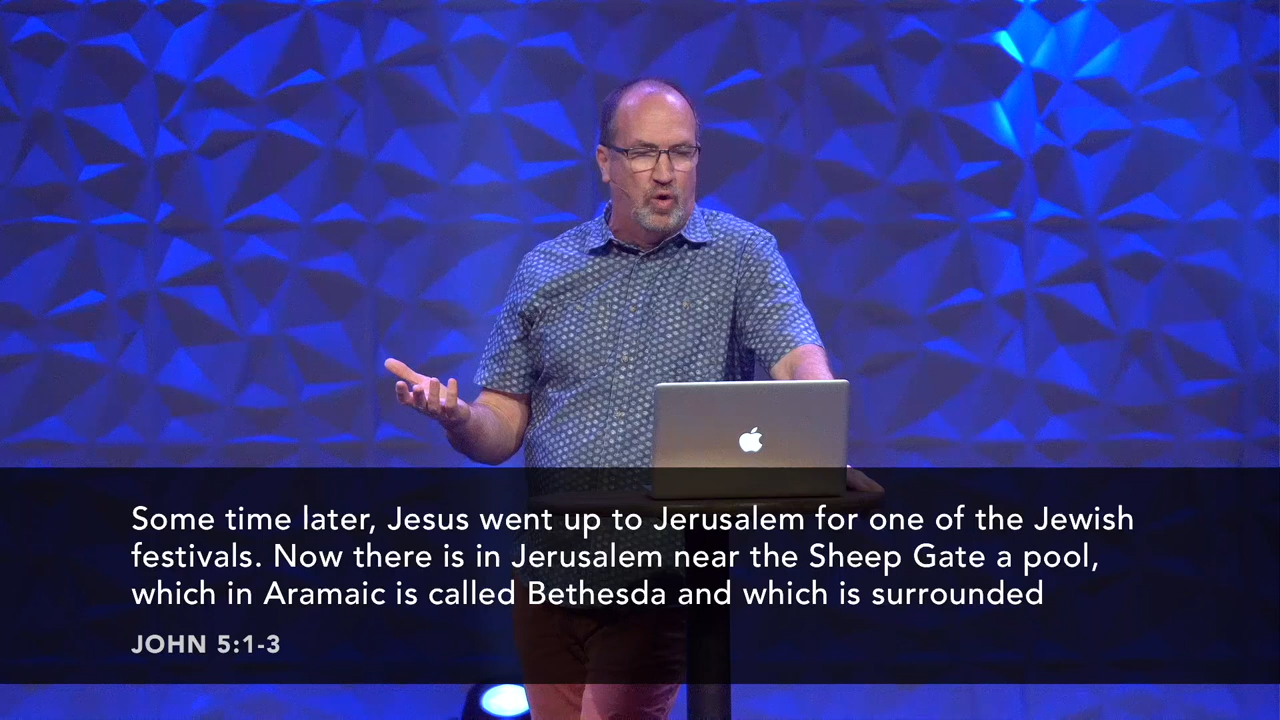 Some time later, Jesus went up to Jerusalem for one of the Jewish
festivals. Now there is in Jerusalem near the Sheep Gate a pool,
which in Aramaic is called Bethesda and which is surrounded
JOHN 5:1-3